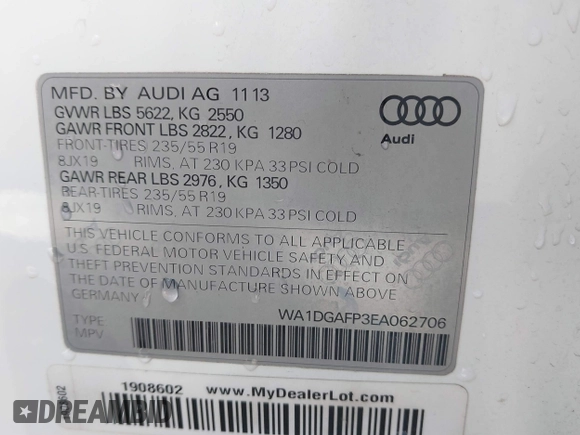 MFD. BY AUDI AG 11 13
GVWR LBS 5622, KG 2550
GAWR FRONT LBS 2822, KG 1280
FRONT-TIRES 235/55 R19
8JX19 RIMS, AT 230 KPA 33 PSI COLD
GAWR REAR LBS 2976, KG 1350
REAR-TIRES 235/55 R19
8JX19 RIMS, AT 230 KPA 33 PSI COLD
Audi
THIS VEHICLE CONFORMS TO ALL APPLICABLE
U.S. FEDERAL MOTOR VEHICLE SAFETY AND
THEFT PREVENTION STANDARDS IN EFFECT ON
THE DATE OF MANUFACTURE SHOWN ABOVE.
GERMANY
WA1DGAFP3EA062706
TYPE
MPV
1908602 www.MyDealerLot.com
DREAMBID